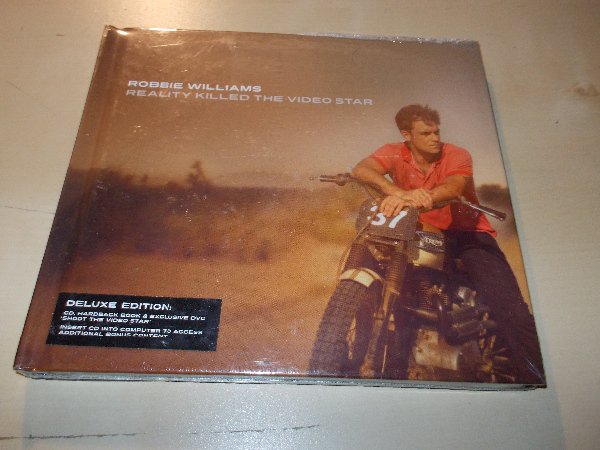 ROBBIE WILLIAMS
REALITY KILLED THE VIDEO STAR
37
DELUXE EDITION:
CD, HARDBACK BOOK & EXCLUSIVE DVD
'SHOOT THE VIDEO STAR'
INSERT CD INTO COMPUTER TO ACCESS
ADDITIONAL BONUS CONTENT